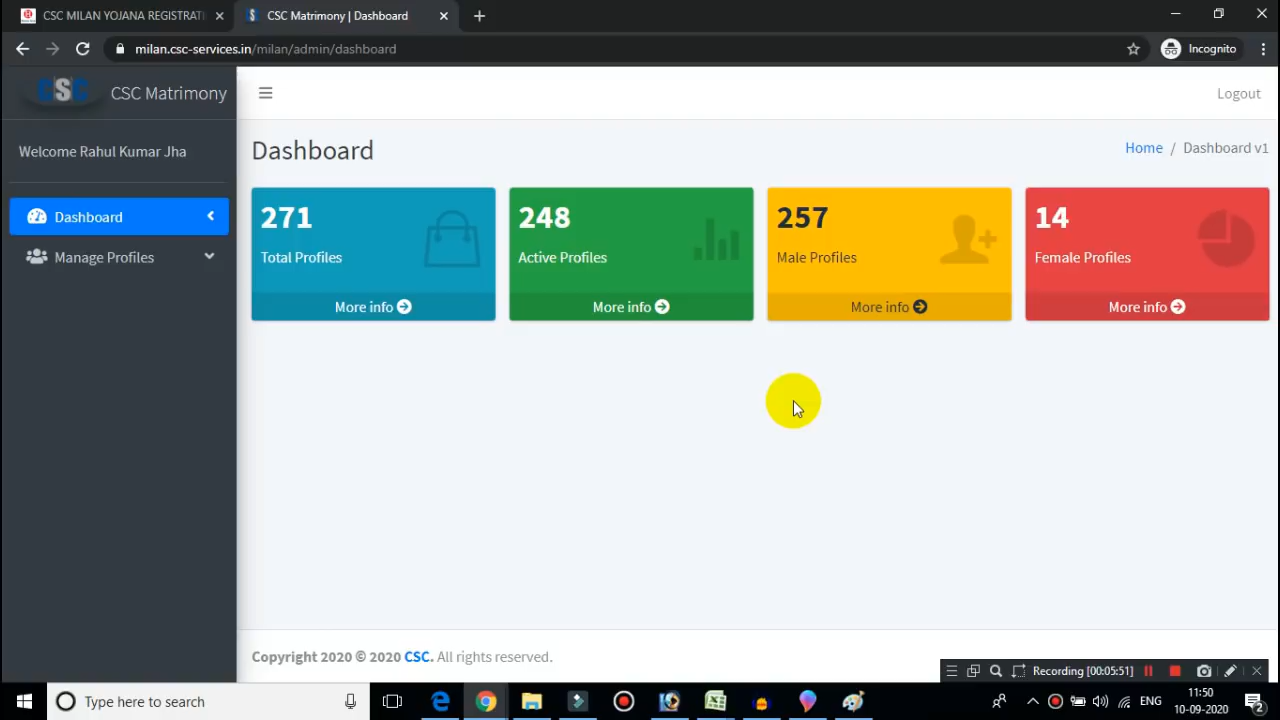 CSC MILAN YOJANA REGISTRATI
CSC Matrimony | Dashboard
milan.csc-services.in/milan/admin/dashboard
Incognito
CSC CSC Matrimony
Logout
Welcome Rahul Kumar Jha
Dashboard
Home / Dashboard v1
Dashboard
Manage Profiles
271
Total Profiles
More info
248
Active Profiles
More info
257
Male Profiles
More info
14
Female Profiles
More info
Copyright 2020 © 2020 CSC. All rights reserved.
Recording [00:05:51]
Type here to search
ENG
11:50
10-09-2020
2